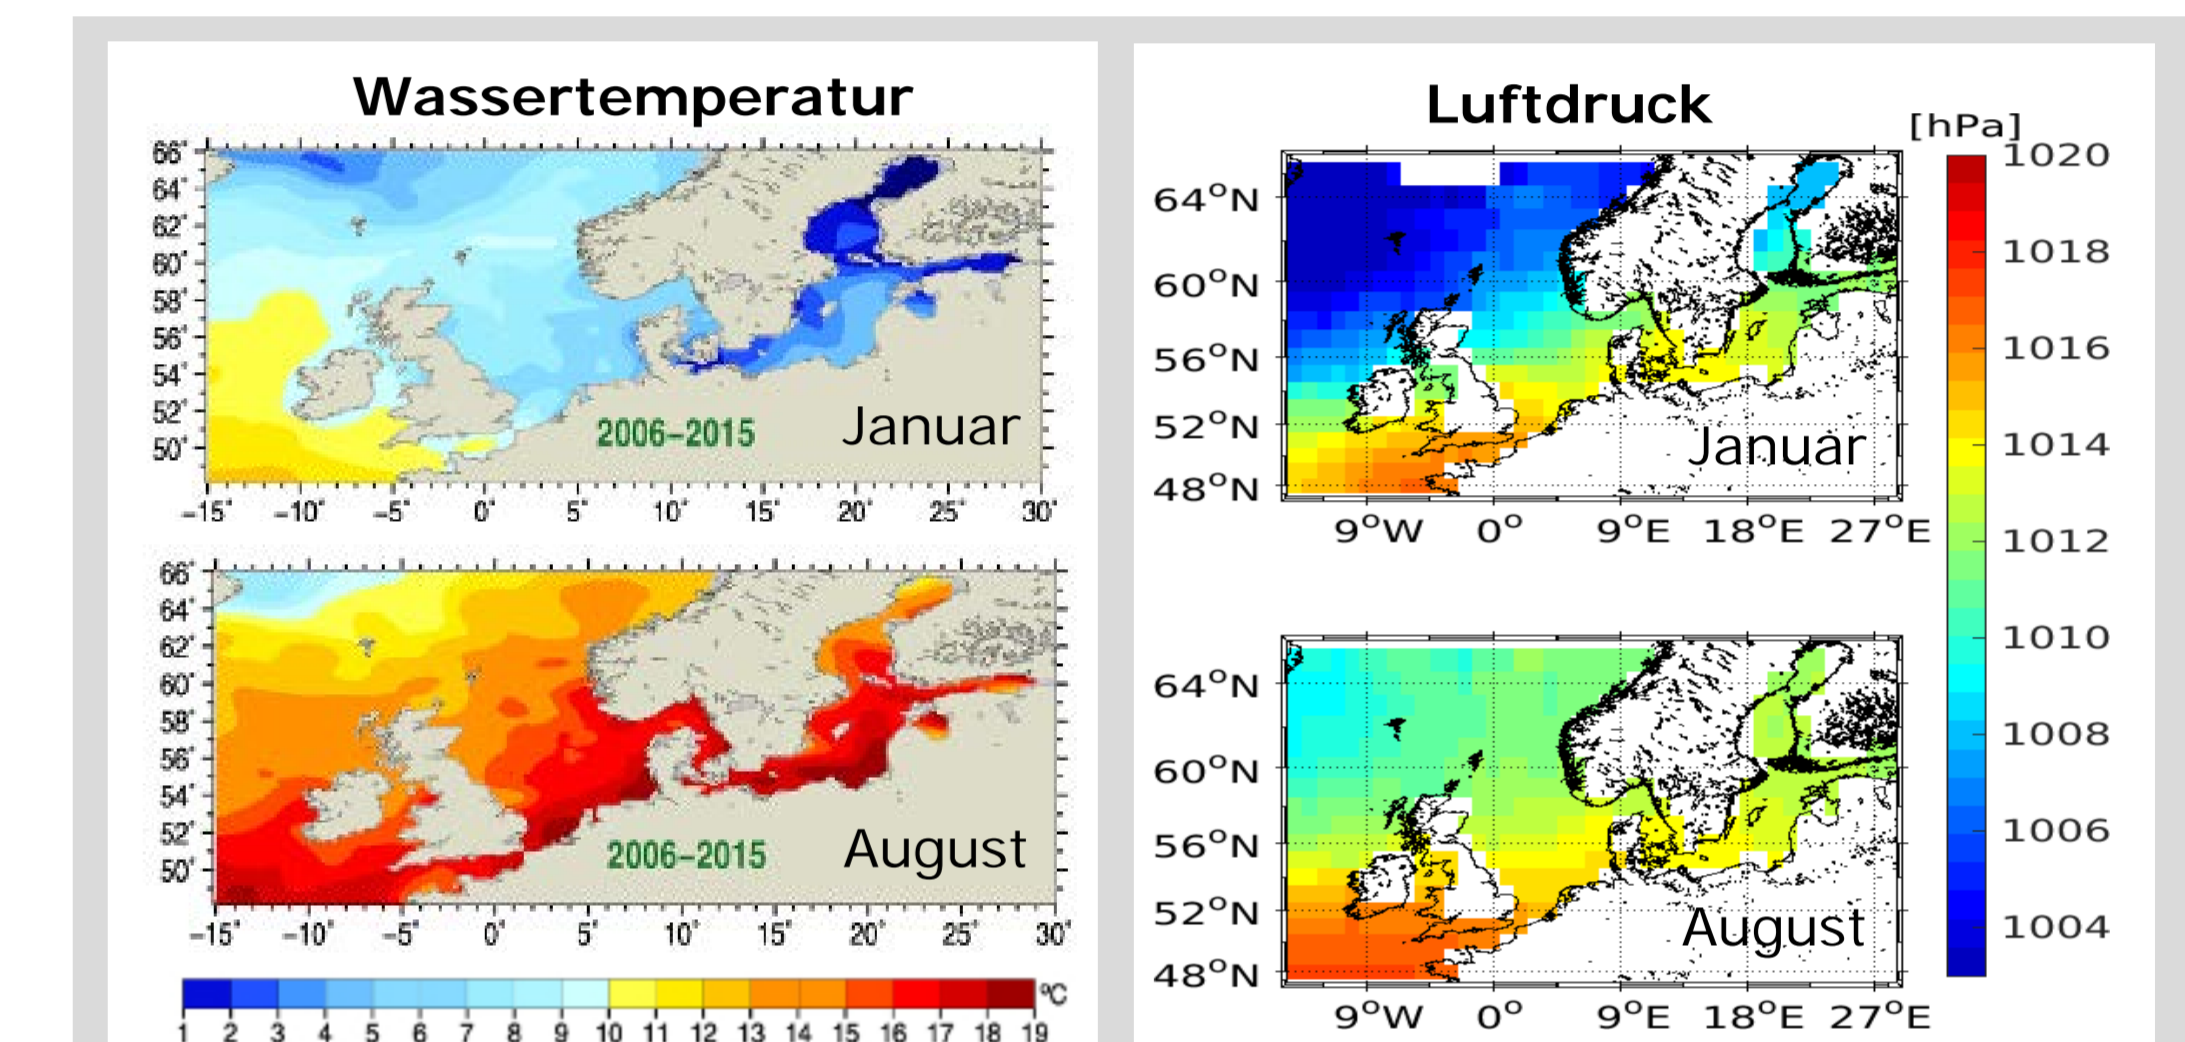 Wassertemperatur
66°
64°
62°
60°
58°
56°
54°
52°
50°
2006–2015
Januar
–15° –10° –5° 0° 5° 10° 15° 20° 25° 30°
66°
64°
62°
60°
58°
56°
54°
52°
50°
2006–2015
August
–15° –10° –5° 0° 5° 10° 15° 20° 25° 30°
°C
1 2 3 4 5 6 7 8 9 10 11 12 13 14 15 16 17 18 19
Luftdruck
64°N
60°N
56°N
52°N
48°N
Januar
9°W 0° 9°E 18°E 27°E
64°N
60°N
56°N
52°N
48°N
August
9°W 0° 9°E 18°E 27°E
[hPa]
1020
1018
1016
1014
1012
1010
1008
1006
1004